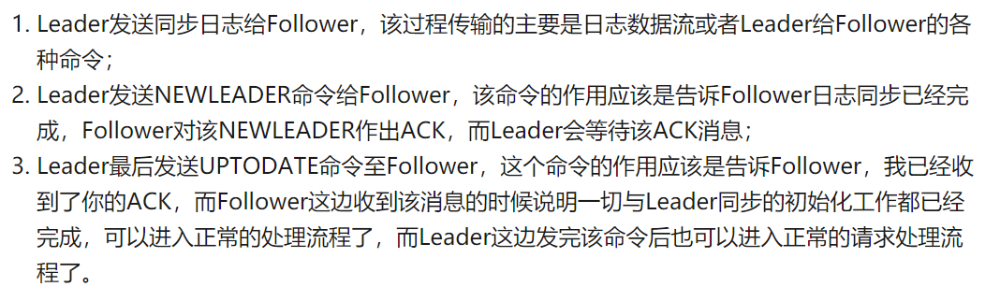 1. Leader发送同步日志给Follower，该过程传输的主要是日志数据流或者Leader给Follower的各
种命令；
2. Leader发送NEWLEADER命令给Follower，该命令的作用应该是告诉Follower日志同步已经完
成，Follower对该NEWLEADER作出ACK，而Leader会等待该ACK消息；
3. Leader最后发送UPTODATE命令至Follower，这个命令的作用应该是告诉Follower，我已经收
到了你的ACK，而Follower这边收到该消息的时候说明一切与Leader同步的初始化工作都已经
完成，可以进入正常的处理流程了，而Leader这边发完该命令后也可以进入正常的请求处理流
程了。